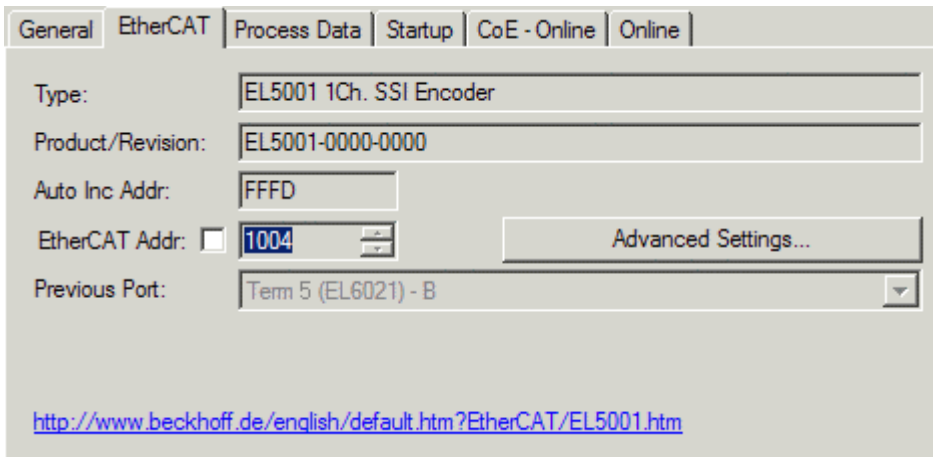 General EtherCAT Process Data Startup CoE - Online Online
Type: EL5001 1Ch. SSI Encoder
Product/Revision: EL5001-0000-0000
Auto Inc Addr: FFFD
EtherCAT Addr: 1004 Advanced Settings...
Previous Port: Term 5 (EL6021) - B
http://www.beckhoff.de/english/default.htm?EtherCAT/EL5001.htm